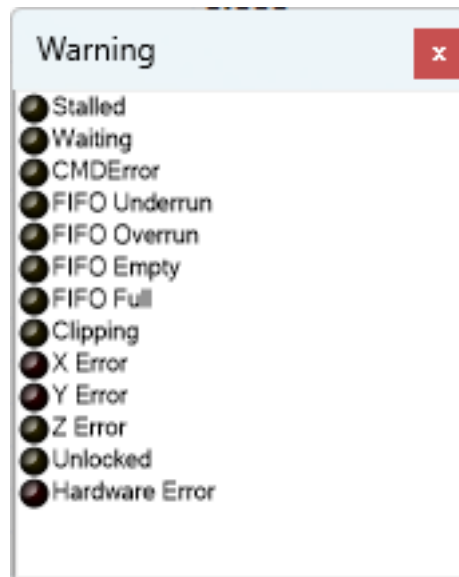 Warning
x
Stalled
Waiting
CMDError
FIFO Underrun
FIFO Overrun
FIFO Empty
FIFO Full
Clipping
X Error
Y Error
Z Error
Unlocked
Hardware Error